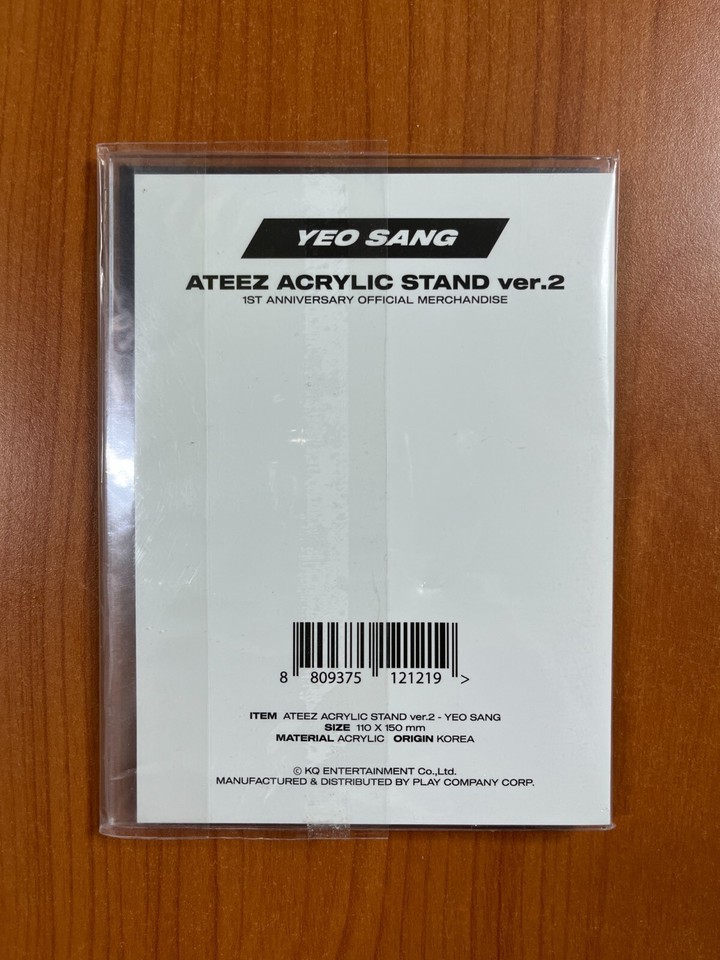 YEO SANG
ATEEZ ACRYLIC STAND ver.2
1ST ANNIVERSARY OFFICIAL MERCHANDISE
8 809375 121219 >
ITEM ATEEZ ACRYLIC STAND ver.2 - YEO SANG
SIZE 110 X 150 mm
MATERIAL ACRYLIC ORIGIN KOREA
© KQ ENTERTAINMENT Co.,Ltd.
MANUFACTURED & DISTRIBUTED BY PLAY COMPANY CORP.